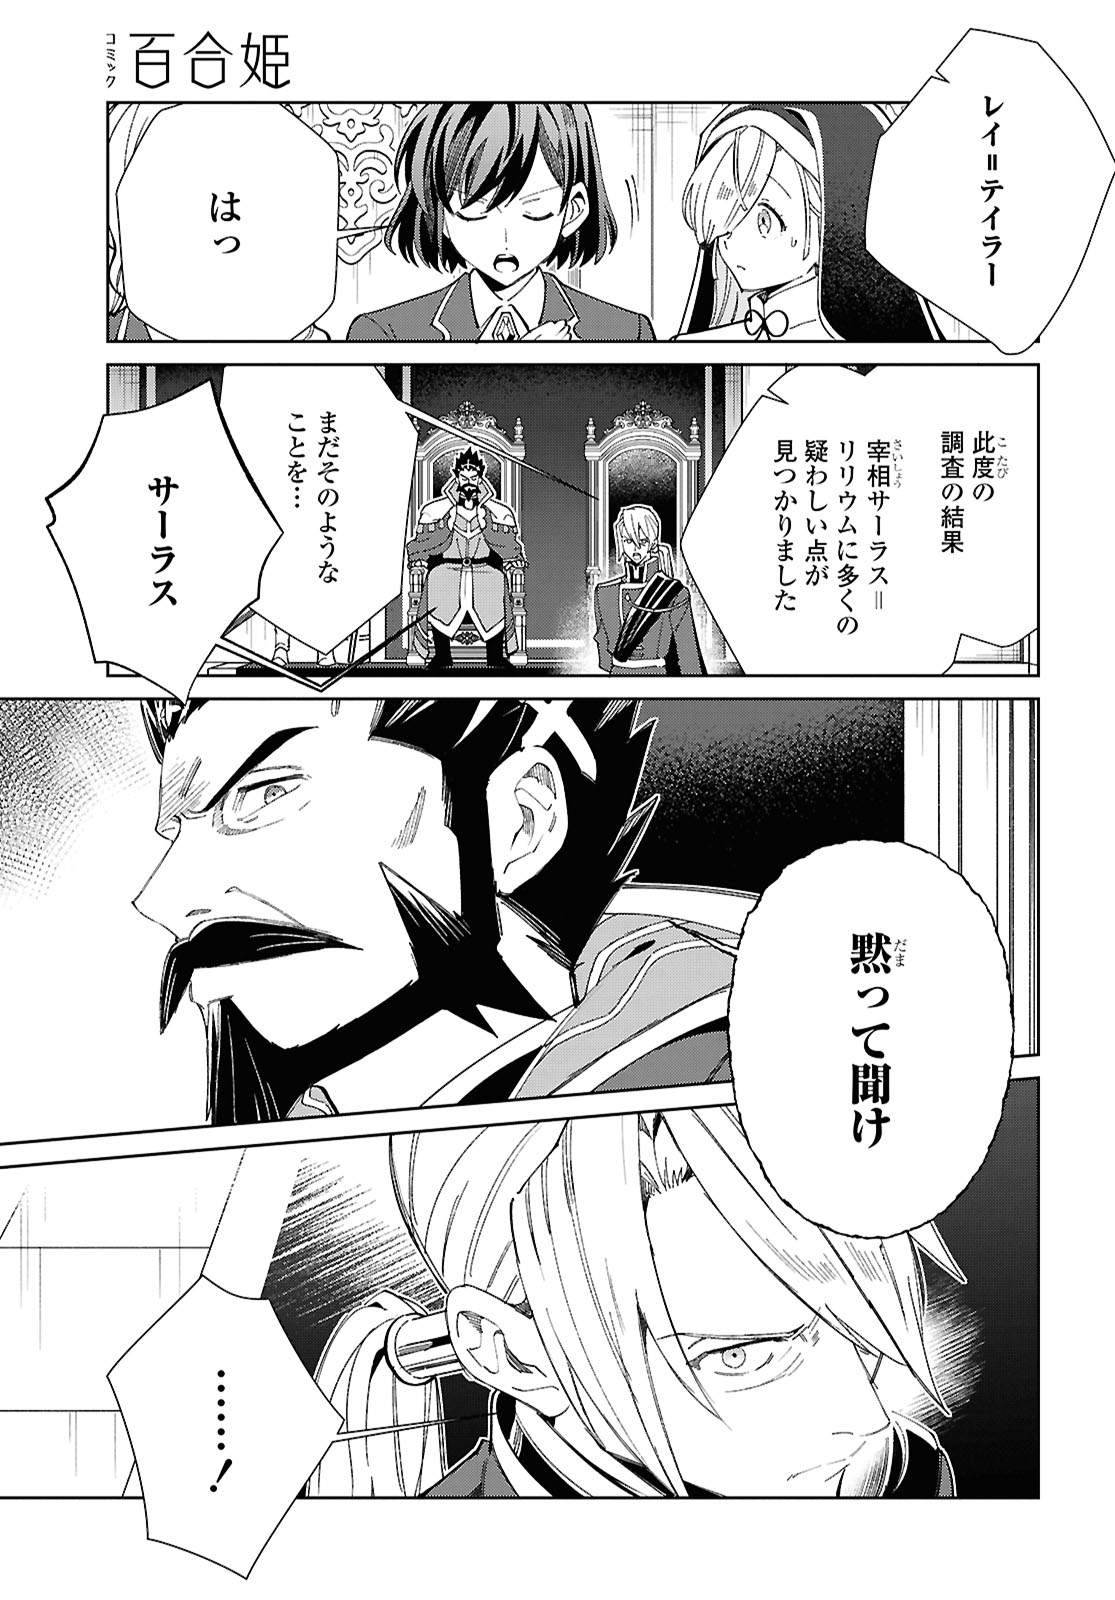 コミック百合姫
レイ=テイラー
はっ
此度の
調査の結果
宰相サーラス=
リリウムに多くの
疑わしい点が
見つかりました
まだそのような
ことを…
サーラス
黙って聞け
……！